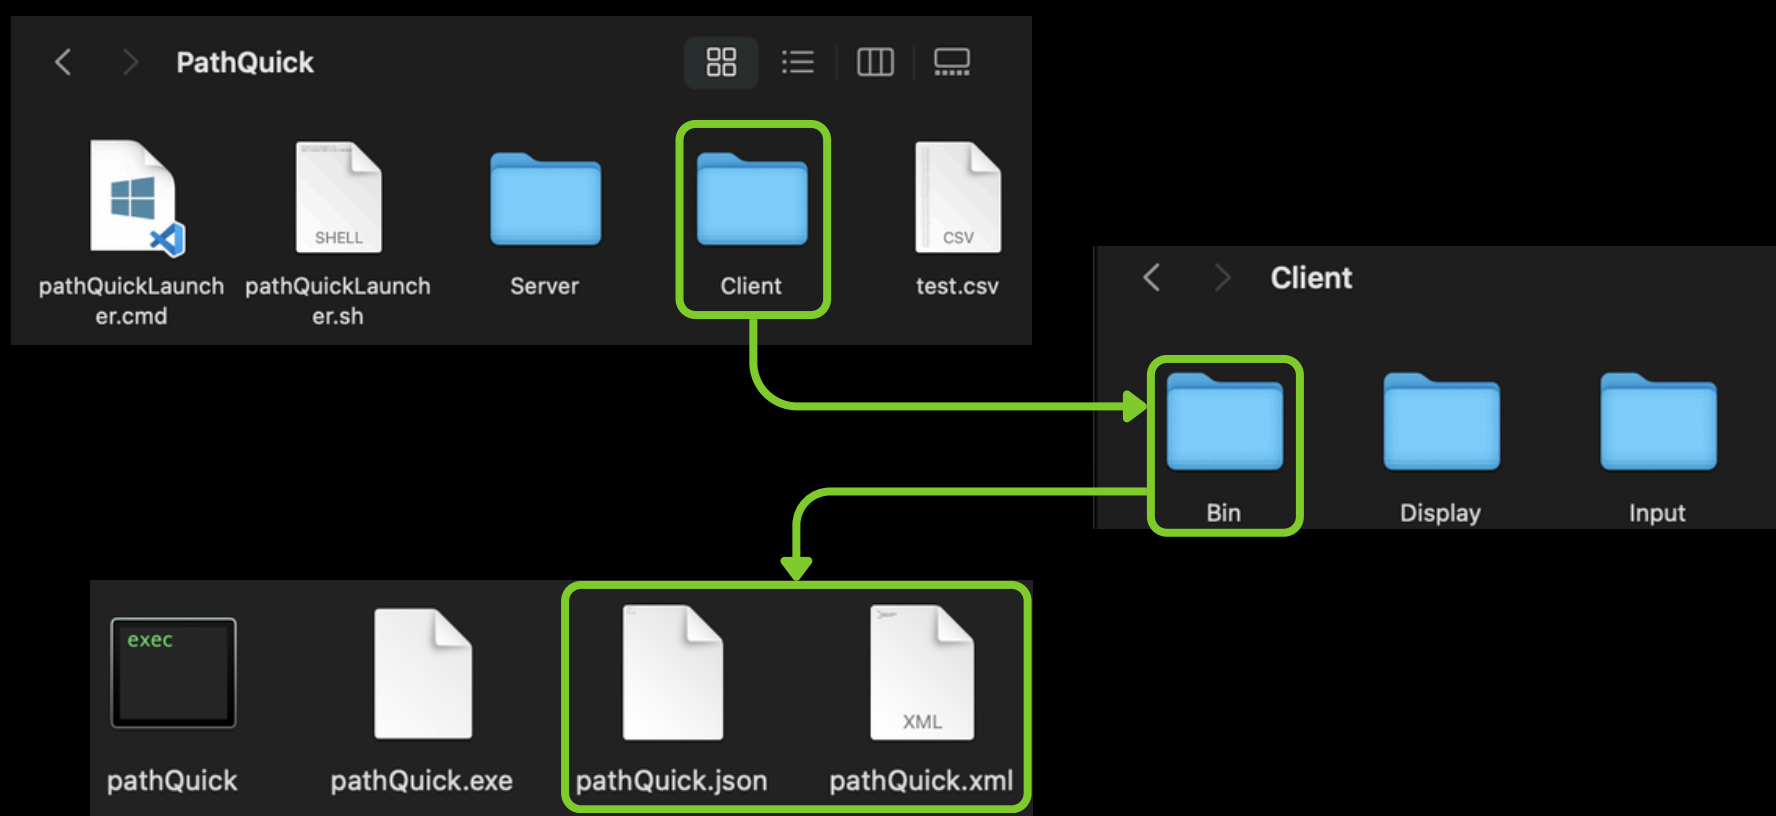 PathQuick
SHELL
CSV
pathQuickLaunch
er.cmd
pathQuickLaunch
er.sh
Server
Client
test.csv
Client
Bin
Display
Input
exec
XML
pathQuick
pathQuick.exe
pathQuick.json
pathQuick.xml